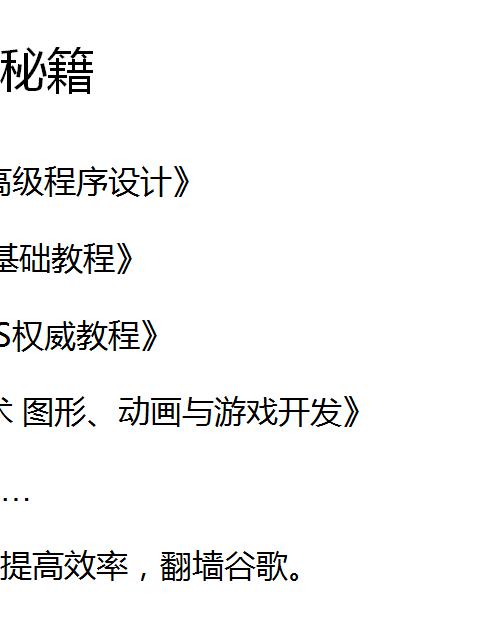 秘籍
高级程序设计》
基础教程》
S权威教程》
术 图形、动画与游戏开发》
…
提高效率，翻墙谷歌。